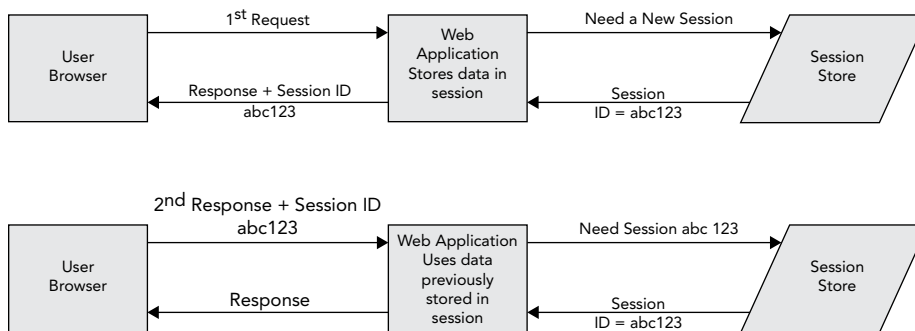 1st Request
Need a New Session
User
Browser
Web
Application
Stores data in
session
Session
Store
Response + Session ID
abc123
Session
ID = abc123
2nd Response + Session ID
abc123
Need Session abc 123
User
Browser
Web Application
Uses data
previously
stored in
session
Session
Store
Response
Session
ID = abc123